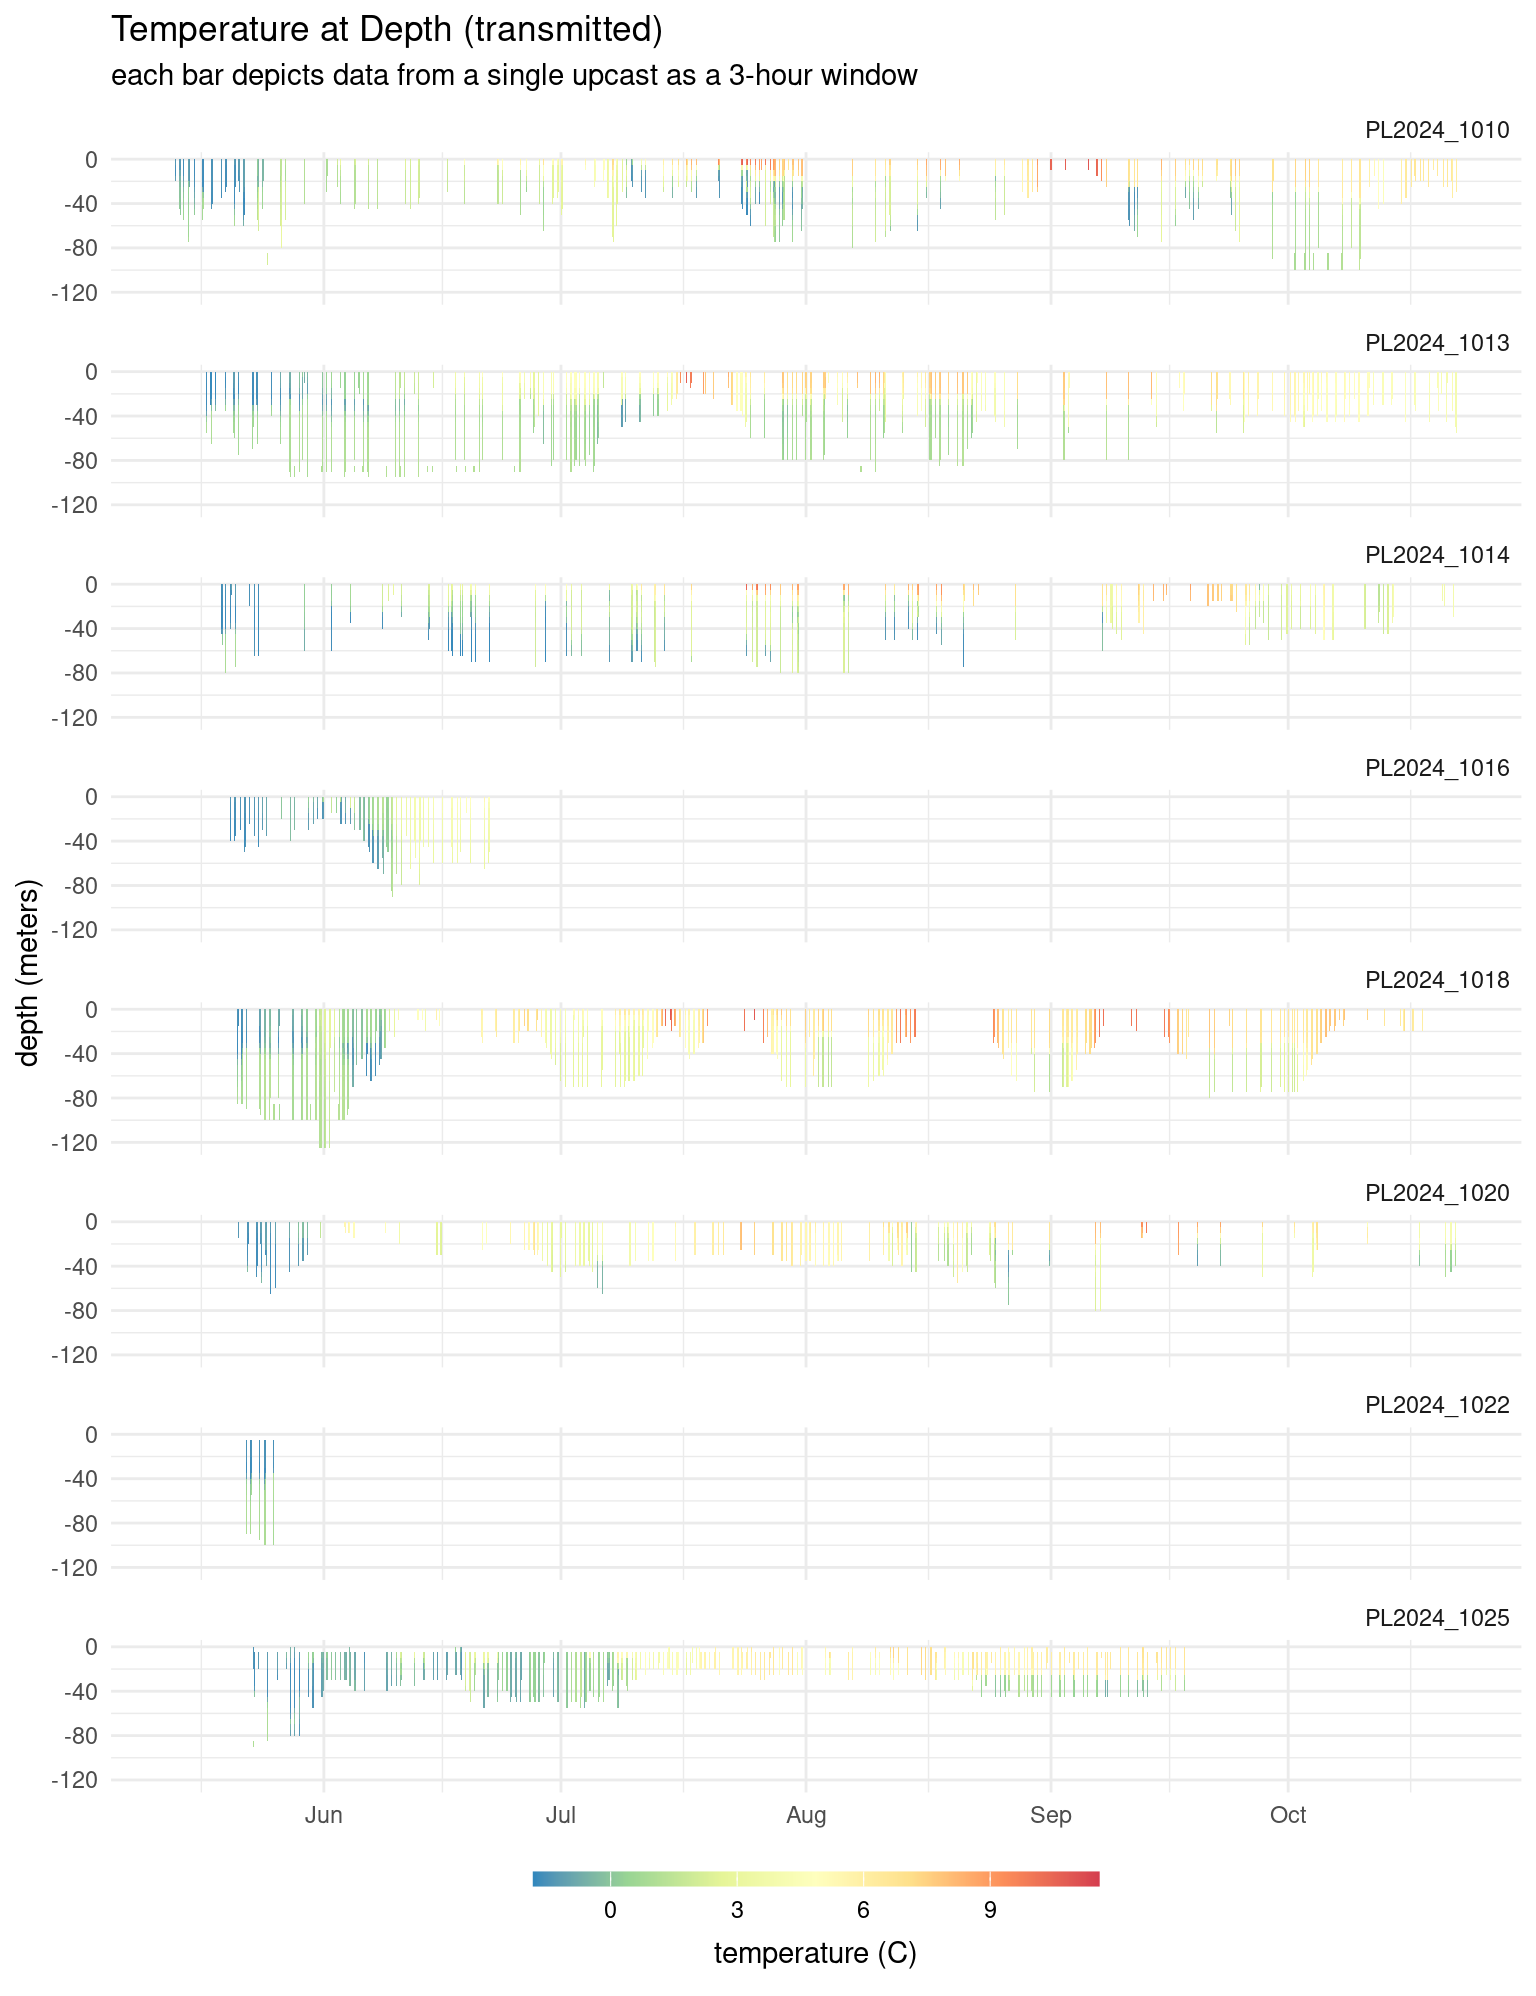 Temperature at Depth (transmitted)
each bar depicts data from a single upcast as a 3-hour window
PL2024_1010
0
-40
-80
-120
PL2024_1013
0
-40
-80
-120
PL2024_1014
0
-40
-80
-120
PL2024_1016
0
-40
-80
-120
depth (meters)
PL2024_1018
0
-40
-80
-120
PL2024_1020
0
-40
-80
-120
PL2024_1022
0
-40
-80
-120
PL2024_1025
0
-40
-80
-120
Jun Jul Aug Sep Oct
0 3 6 9
temperature (C)